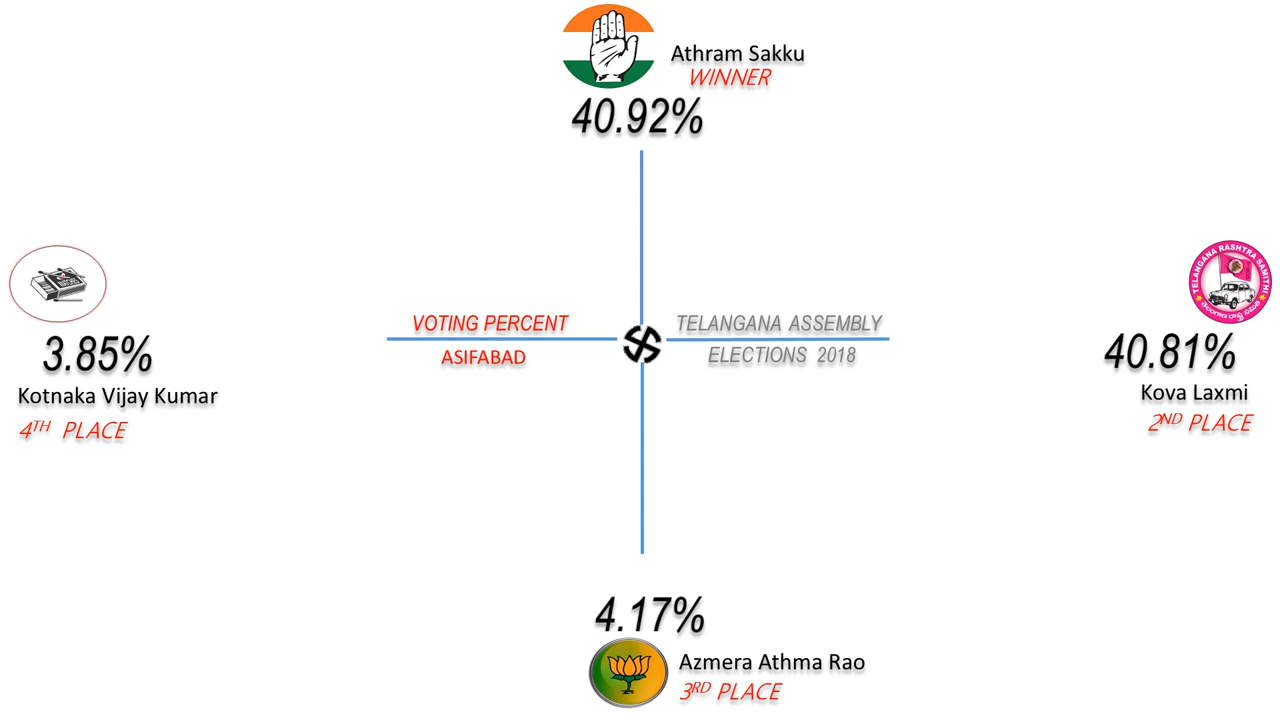 Athram Sakku
WINNER
40.92%
TELANGANA RASHTRA SAMITHI
తెలంగాణ రాష్ట్ర సమితి
3.85%
Kotnaka Vijay Kumar
4TH PLACE
VOTING PERCENT
ASIFABAD
TELANGANA ASSEMBLY
ELECTIONS 2018
40.81%
Kova Laxmi
2ND PLACE
4.17%
Azmera Athma Rao
3RD PLACE